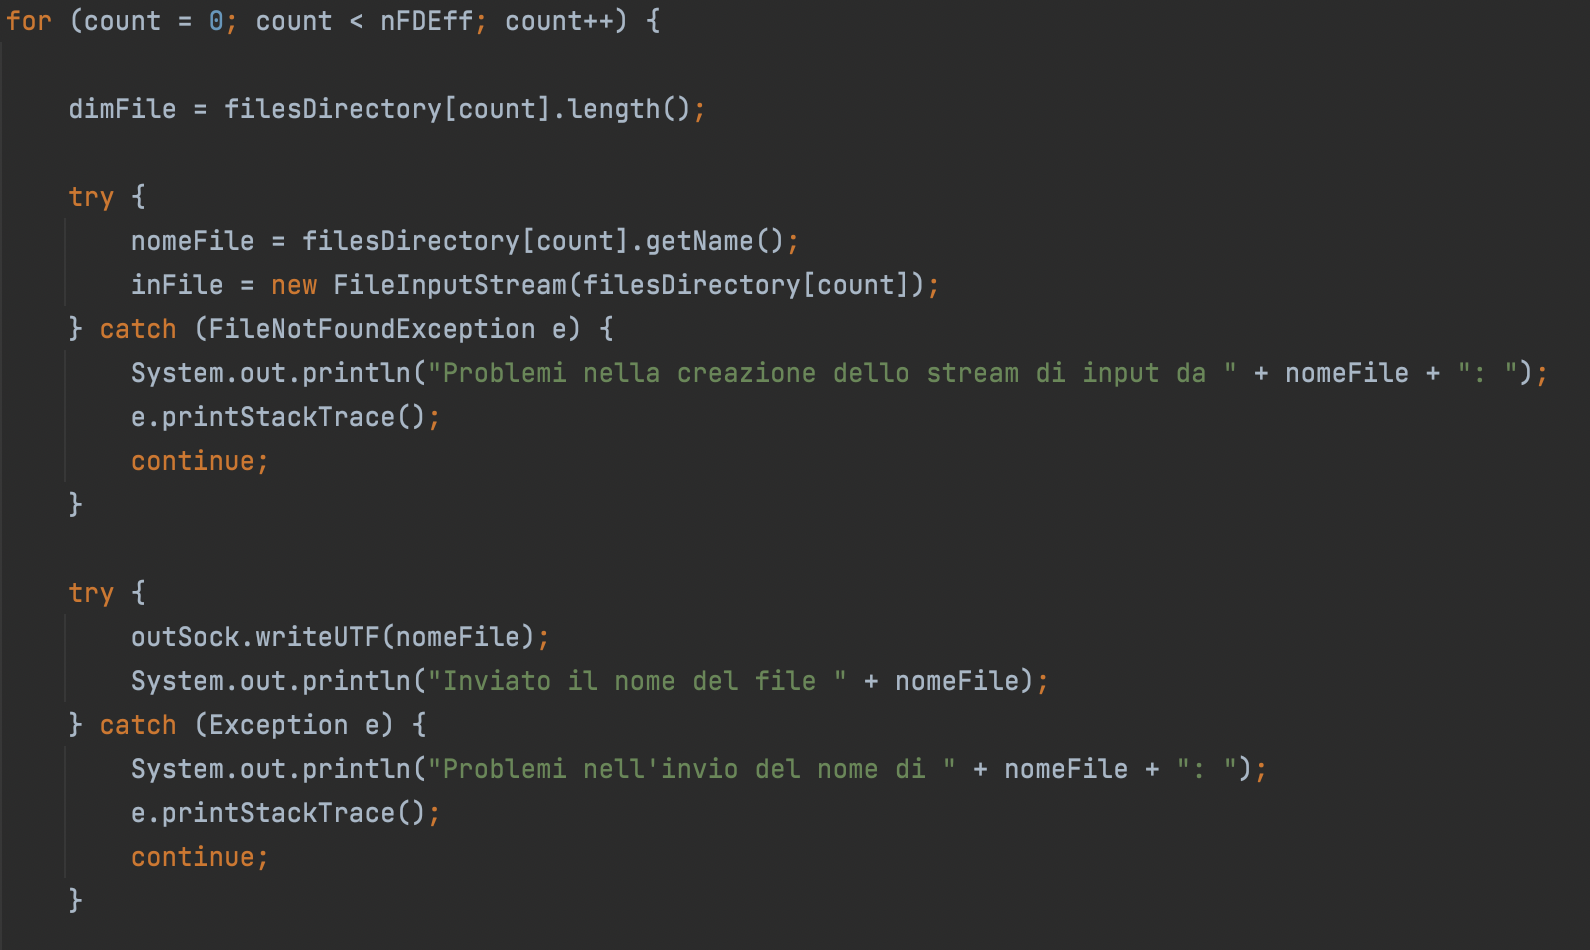 for (count = 0; count < nFDEff; count++) {
dimFile = filesDirectory[count].length();
try {
nomeFile = filesDirectory[count].getName();
inFile = new FileInputStream(filesDirectory[count]);
} catch (FileNotFoundException e) {
System.out.println("Problemi nella creazione dello stream di input da " + nomeFile + ": ");
e.printStackTrace();
continue;
}
try {
outSock.writeUTF(nomeFile);
System.out.println("Inviato il nome del file " + nomeFile);
} catch (Exception e) {
System.out.println("Problemi nell'invio del nome di " + nomeFile + ": ");
e.printStackTrace();
continue;
}